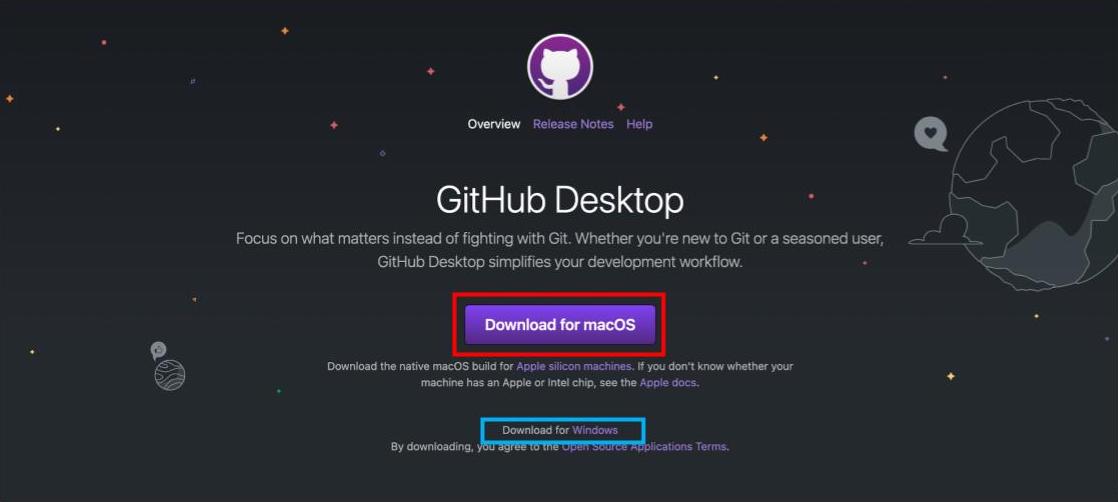 Overview Release Notes Help
GitHub Desktop
Focus on what matters instead of fighting with Git. Whether you're new to Git or a seasoned user,
GitHub Desktop simplifies your development workflow.
Download for macOS
Download the native macOS build for Apple silicon machines. If you don't know whether your
machine has an Apple or Intel chip, see the Apple docs.
Download for Windows
By downloading, you agree to the Open Source Applications Terms.